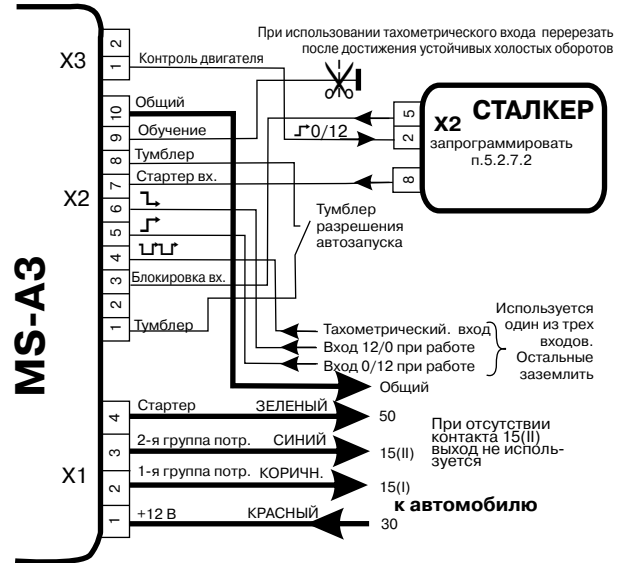 При использовании тахометрического входа перерезать
после достижения устойчивых холостых оборотов
MS-A3
X3
2
1
Контроль двигателя
X2
10
Общий
9
Обучение
8
Тумблер
7
Стартер вх.
6
5
4
3
Блокировка вх.
2
1
Тумблер
0/12
5
2
8
СТАЛКЕР
X2
запрограммировать
п.5.2.7.2
Тумблер
разрешения
автозапуска
Тахометрический. вход
Вход 12/0 при работе
Вход 0/12 при работе
Общий
Используется
один из трех
входов.
Остальные
заземлить
X1
4
Стартер ЗЕЛЕНЫЙ
50
3
2-я группа потр. СИНИЙ
15(II)
2
1-я группа потр. КОРИЧН.
15(I)
1
+12 В КРАСНЫЙ
30
При отсутствии
контакта 15(II)
выход не исполь-
зуется
к автомобилю